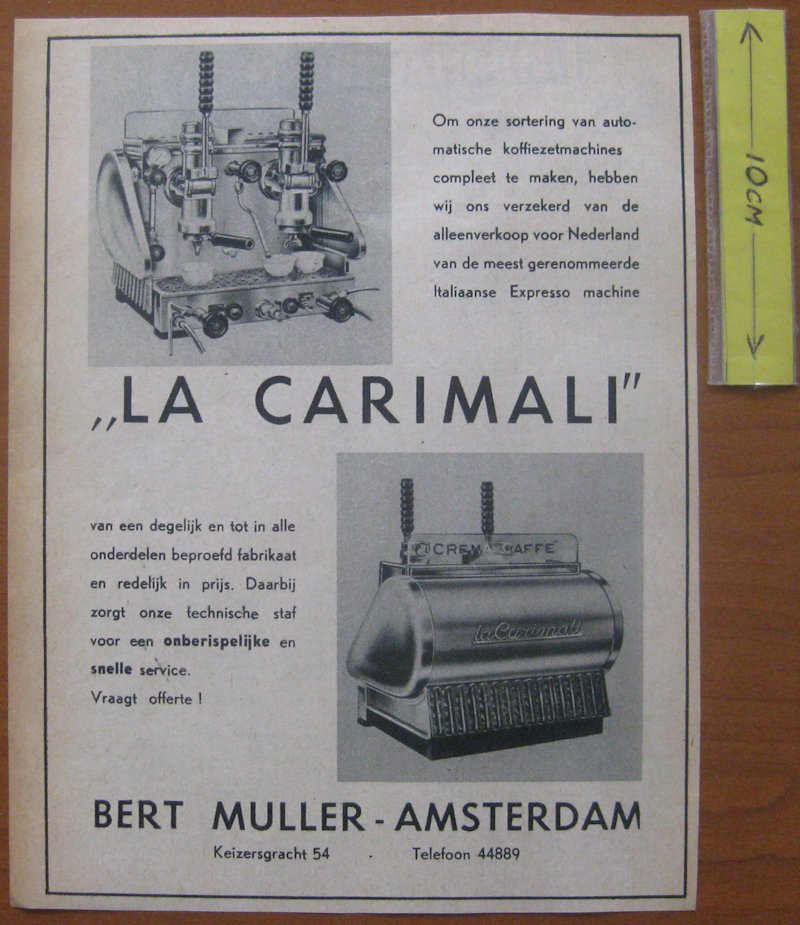 Om onze sortering van auto-
matische koffiezetmachines
compleet te maken, hebben
wij ons verzekerd van de
alleenverkoop voor Nederland
van de meest gerenommeerde
Italiaanse Expresso machine
„LA CARIMALI”
van een degelijk en tot in alle
onderdelen beproefd fabrikaat
en redelijk in prijs. Daarbij
zorgt onze technische staf
voor een onberispelijke en
snelle service.
Vraagt offerte !
CREMA CAFFE
la Carimali
BERT MULLER - AMSTERDAM
Keizersgracht 54 - Telefoon 44889
10CM